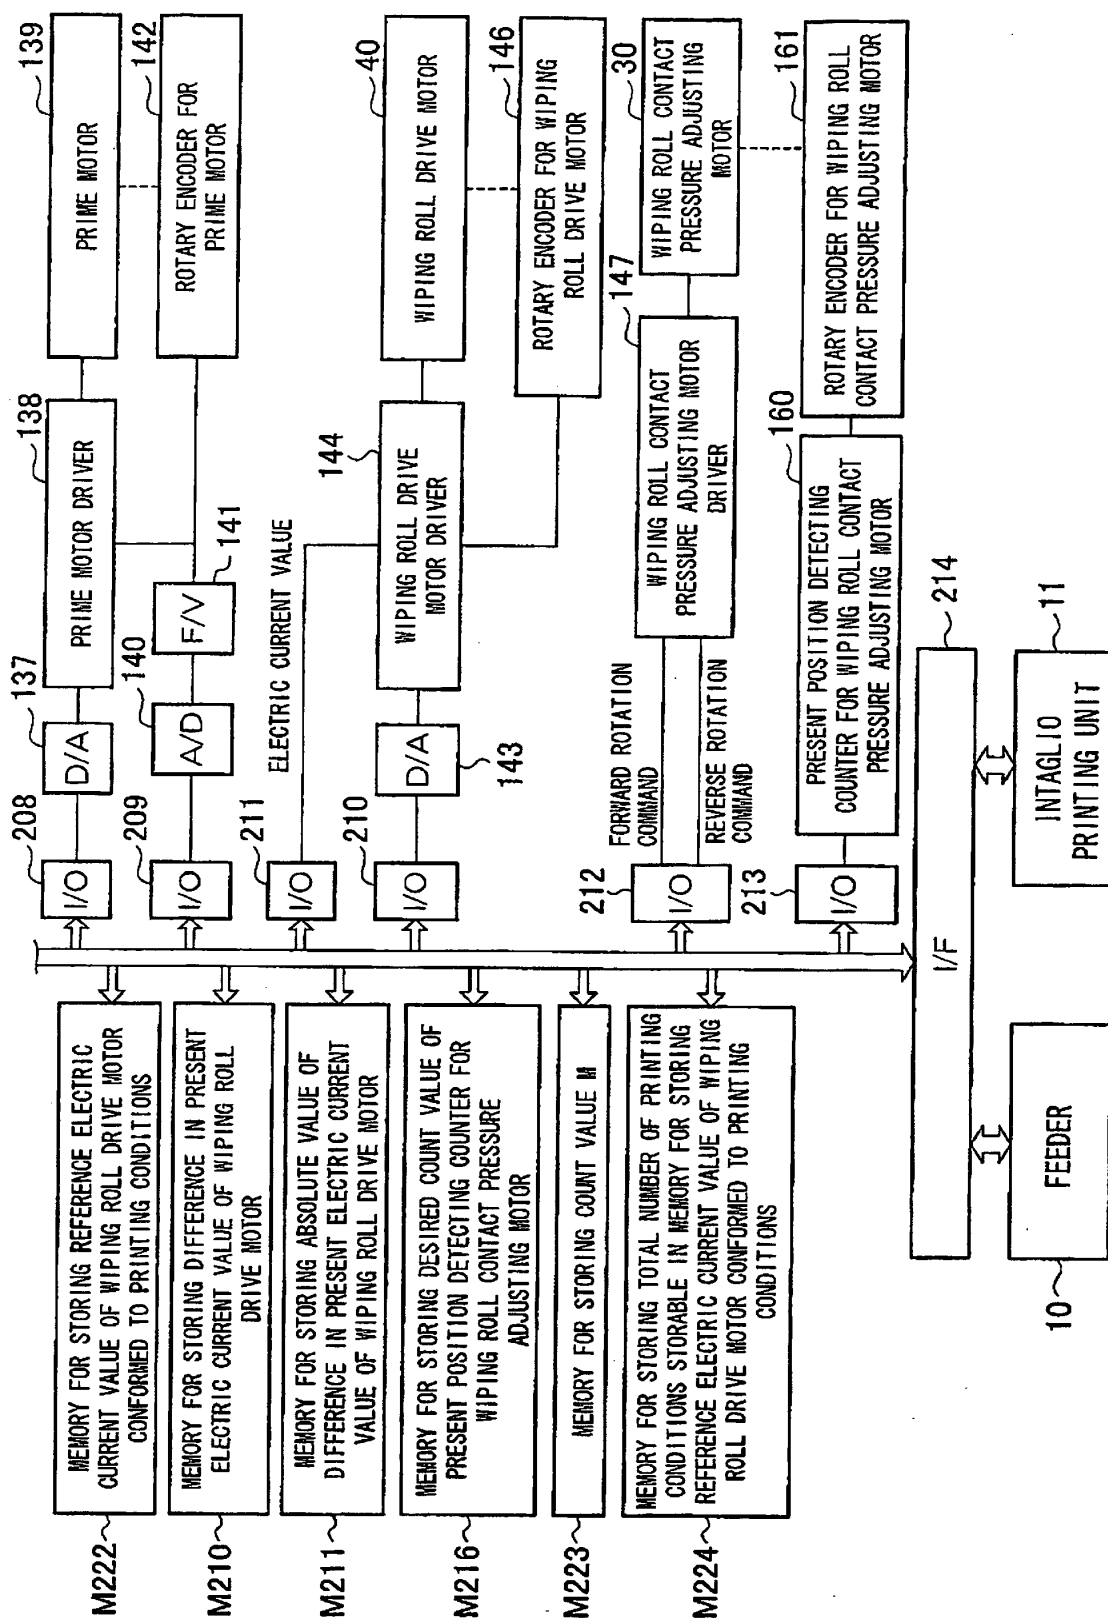 M222
MEMORY FOR STORING REFERENCE ELECTRIC
CURRENT VALUE OF WIPING ROLL DRIVE MOTOR
CONFORMED TO PRINTING CONDITIONS
M210
MEMORY FOR STORING DIFFERENCE IN PRESENT
ELECTRIC CURRENT VALUE OF WIPING ROLL
DRIVE MOTOR
M211
MEMORY FOR STORING ABSOLUTE VALUE OF
DIFFERENCE IN PRESENT ELECTRIC CURRENT
VALUE OF WIPING ROLL DRIVE MOTOR
M216
MEMORY FOR STORING DESIRED COUNT VALUE OF
PRESENT POSITION DETECTING COUNTER FOR
WIPING ROLL CONTACT PRESSURE
ADJUSTING MOTOR
M223
MEMORY FOR STORING COUNT VALUE M
M224
MEMORY FOR STORING TOTAL NUMBER OF PRINTING
CONDITIONS STORABLE IN MEMORY FOR STORING
REFERENCE ELECTRIC CURRENT VALUE OF WIPING
ROLL DRIVE MOTOR CONFORMED TO PRINTING
CONDITIONS
208
I/O
137
D/A
138
PRIME MOTOR DRIVER
139
PRIME MOTOR
209
I/O
140
A/D
141
F/V
142
ROTARY ENCODER FOR
PRIME MOTOR
211
I/O
ELECTRIC CURRENT VALUE
210
I/O
D/A
143
144
WIPING ROLL DRIVE
MOTOR DRIVER
40
WIPING ROLL DRIVE MOTOR
146
ROTARY ENCODER FOR WIPING
ROLL DRIVE MOTOR
212
I/O
FORWARD ROTATION
COMMAND
REVERSE ROTATION
COMMAND
147
WIPING ROLL CONTACT
PRESSURE ADJUSTING MOTOR
DRIVER
30
WIPING ROLL CONTACT
PRESSURE ADJUSTING
MOTOR
213
I/O
160
PRESENT POSITION DETECTING
COUNTER FOR WIPING ROLL CONTACT
PRESSURE ADJUSTING MOTOR
161
ROTARY ENCODER FOR WIPING ROLL
CONTACT PRESSURE ADJUSTING MOTOR
I/F
214
10
FEEDER
11
INTAGLIO
PRINTING UNIT